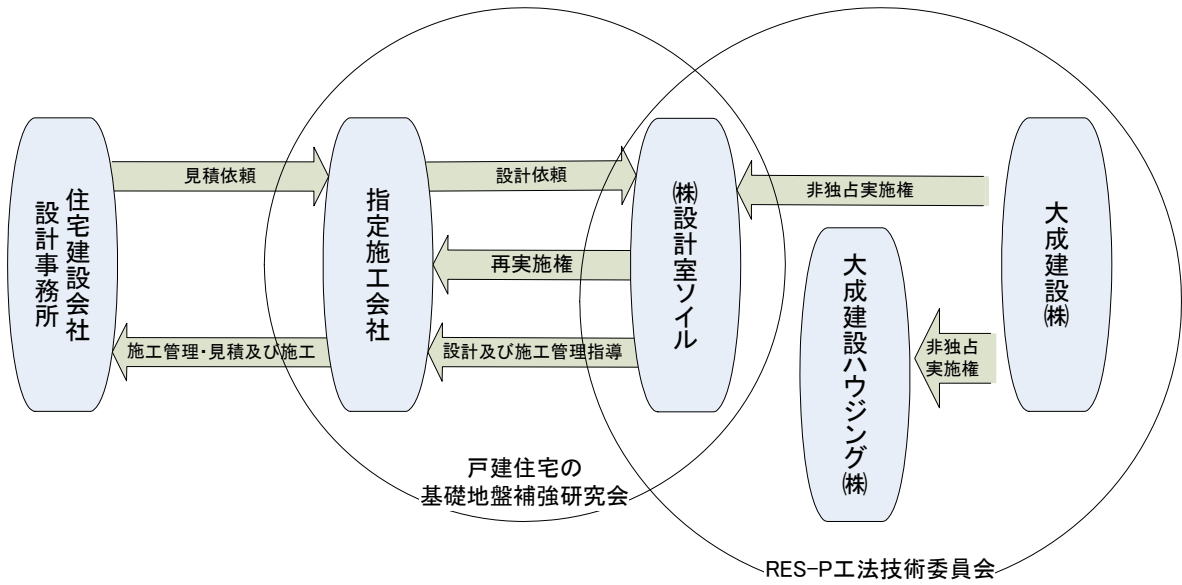 住宅建設会社
設計事務所
見積依頼
施工管理・見積及び施工
指定施工会社
設計依頼
再実施権
設計及び施工管理指導
㈱設計室ソイル
非独占実施権
大成建設ハウジング㈱
非独占
実施権
大成建設㈱
戸建住宅の
基礎地盤補強研究会
RES-P工法技術委員会